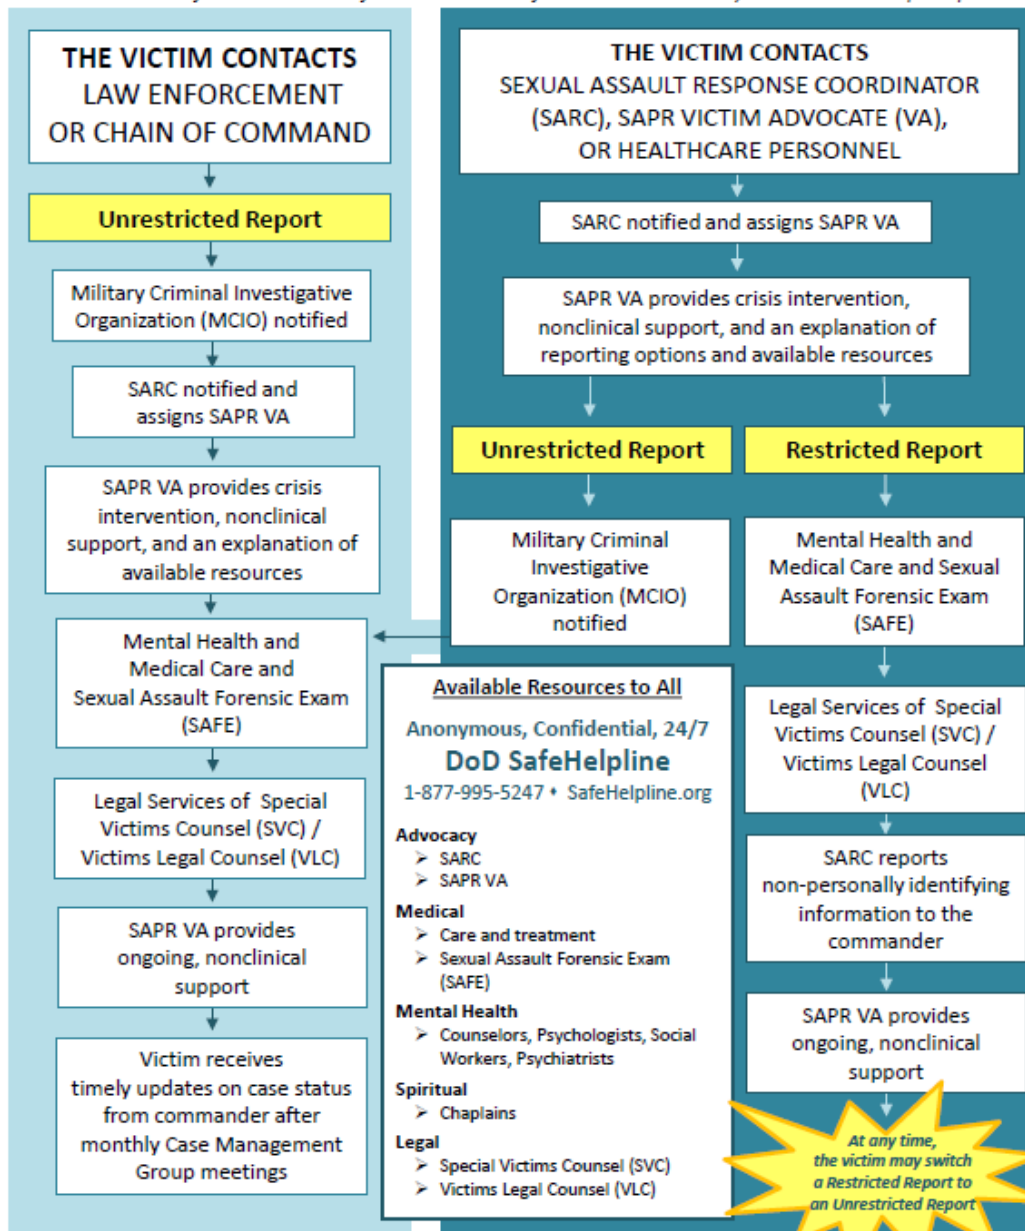 THE VICTIM CONTACTS
LAW ENFORCEMENT
OR CHAIN OF COMMAND
Unrestricted Report
Military Criminal Investigative
Organization (MCIO) notified
SARC notified and
assigns SAPR VA
SAPR VA provides crisis
intervention, nonclinical
support, and an explanation of
available resources
Mental Health and
Medical Care and
Sexual Assault Forensic Exam
(SAFE)
Legal Services of Special
Victims Counsel (SVC) /
Victims Legal Counsel (VLC)
SAPR VA provides
ongoing, nonclinical
support
Victim receives
timely updates on case status
from commander after
monthly Case Management
Group meetings
THE VICTIM CONTACTS
SEXUAL ASSAULT RESPONSE COORDINATOR
(SARC), SAPR VICTIM ADVOCATE (VA),
OR HEALTHCARE PERSONNEL
SARC notified and assigns SAPR VA
SAPR VA provides crisis intervention,
nonclinical support, and an explanation of
reporting options and available resources
Unrestricted Report
Military Criminal
Investigative
Organization (MCIO)
notified
Restricted Report
Mental Health and
Medical Care and Sexual
Assault Forensic Exam
(SAFE)
Legal Services of Special
Victims Counsel (SVC) /
Victims Legal Counsel
(VLC)
SARC reports
non-personally identifying
information to the
commander
SAPR VA provides
ongoing, nonclinical
support
At any time,
the victim may switch
a Restricted Report to
an Unrestricted Report
Available Resources to All
Anonymous, Confidential, 24/7
DoD SafeHelpline
1-877-995-5247 • SafeHelpline.org
Advocacy
➢ SARC
➢ SAPR VA
Medical
➢ Care and treatment
➢ Sexual Assault Forensic Exam
(SAFE)
Mental Health
➢ Counselors, Psychologists, Social
Workers, Psychiatrists
Spiritual
➢ Chaplains
Legal
➢ Special Victims Counsel (SVC)
➢ Victims Legal Counsel (VLC)